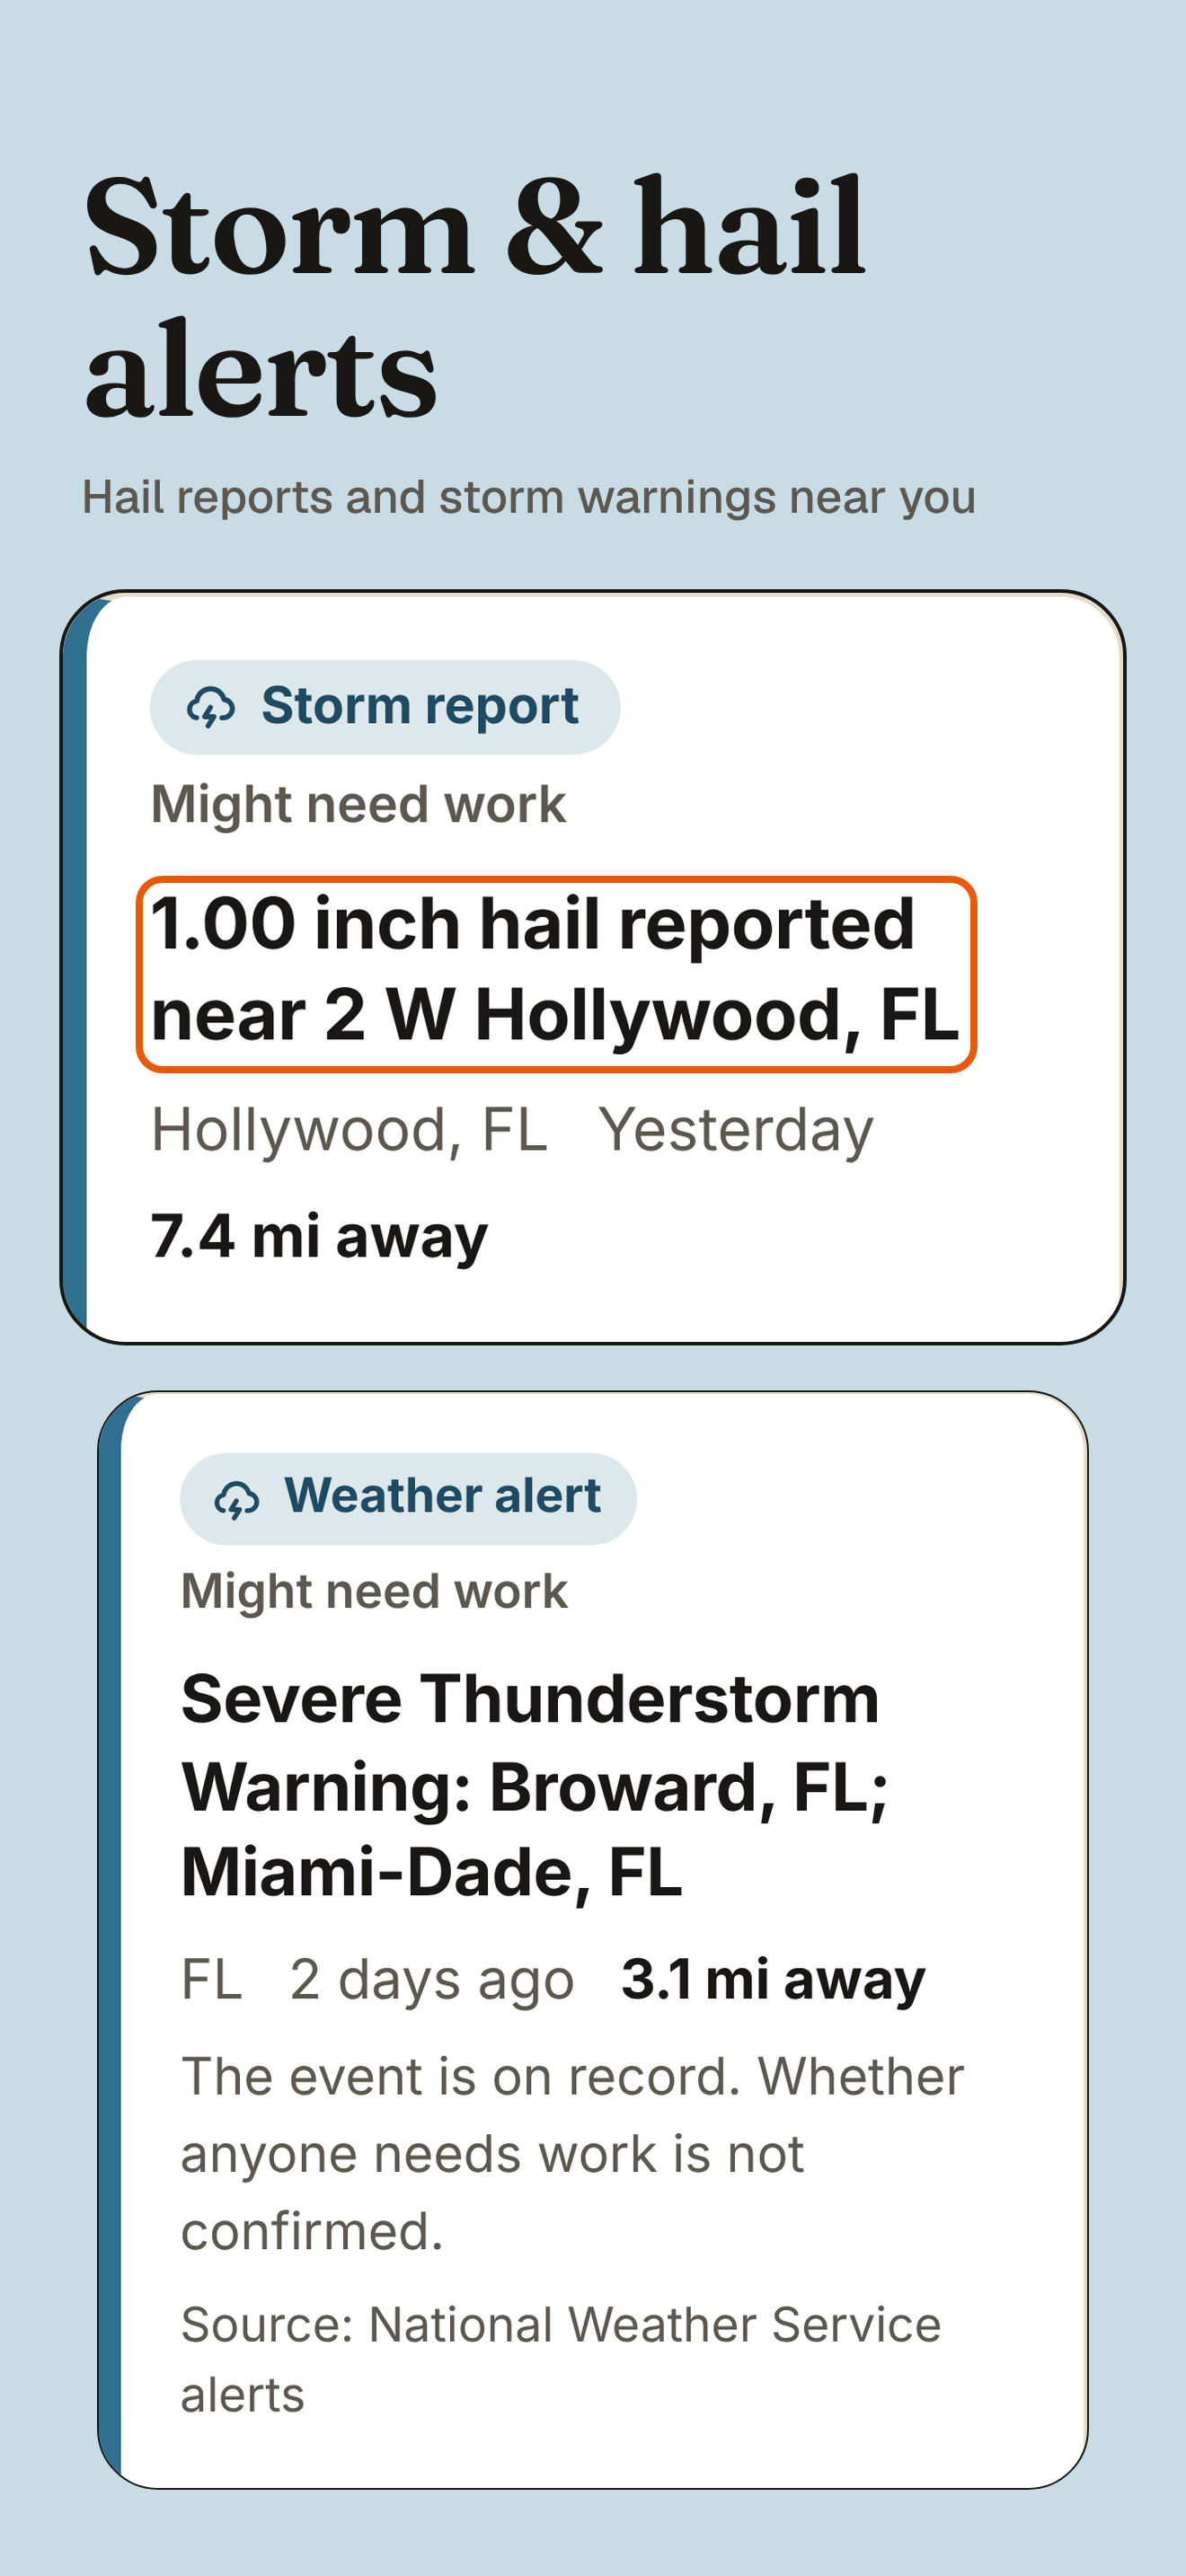 Storm & hail
alerts
Hail reports and storm warnings near you
Storm report
Might need work
1.00 inch hail reported
near 2 W Hollywood, FL
Hollywood, FL Yesterday
7.4 mi away
Weather alert
Might need work
Severe Thunderstorm
Warning: Broward, FL;
Miami-Dade, FL
FL 2 days ago 3.1 mi away
The event is on record. Whether
anyone needs work is not
confirmed.
Source: National Weather Service
alerts